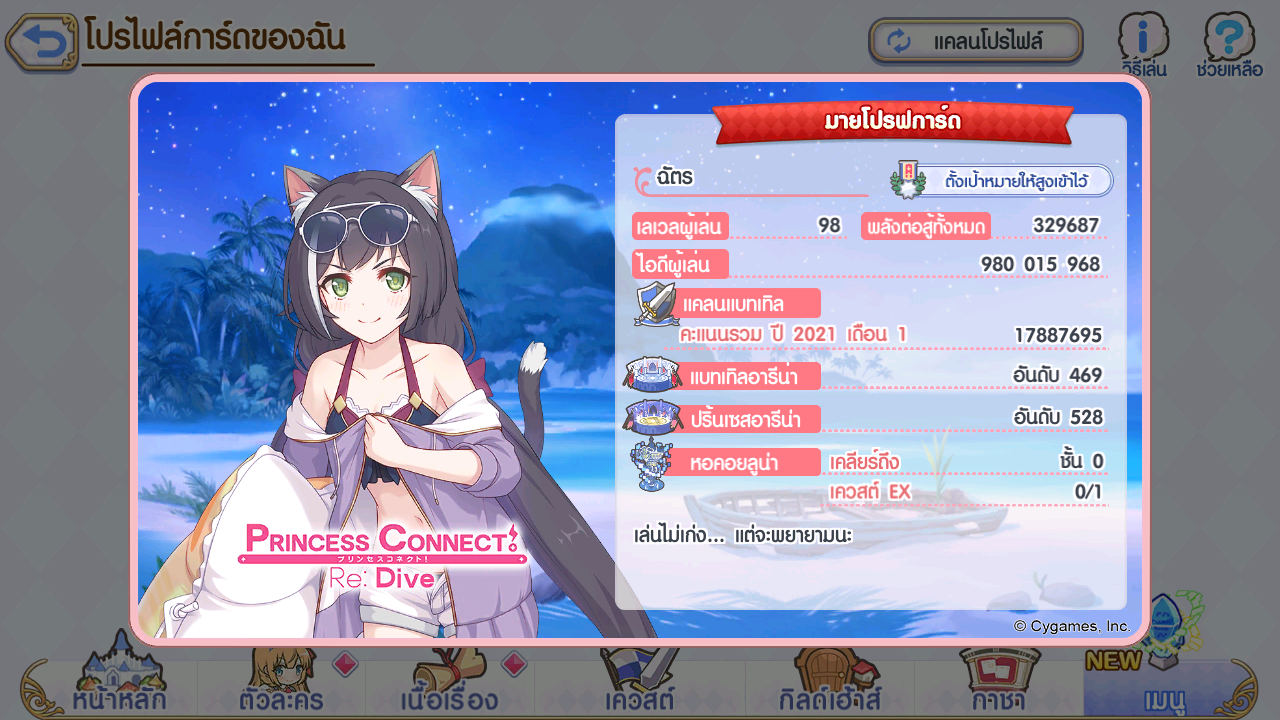 โปรไฟล์การ์ดของฉัน
แคลนโปรไฟล์
วิธีเล่น
ช่วยเหลือ
มายโปรฟการ์ด
ฉัตร
A
ตั้งเป้าหมายให้สูงเข้าไว้
เลเวลผู้เล่น 98
พลังต่อสู้ทั้งหมด 329687
ไอดีผู้เล่น 980 015 968
แคลนแบทเทิล
คะแนนรวม ปี 2021 เดือน 1 17887695
แบทเทิลอารีน่า อันดับ 469
ปริ้นเซสอารีน่า อันดับ 528
หอคอยลูน่า เคลียร์ถึง ชั้น 0
เควสต์ EX 0/1
เล่นไม่เก่ง... แต่จะพยายามนะ
PRINCESS CONNECT!
プリンセスコネクト!
Re: Dive
© Cygames, Inc.
NEW
หน้าหลัก
ตัวละคร
เนื้อเรื่อง
เควสต์
กิลด์เฮ้าส์
กาชา
เมนู